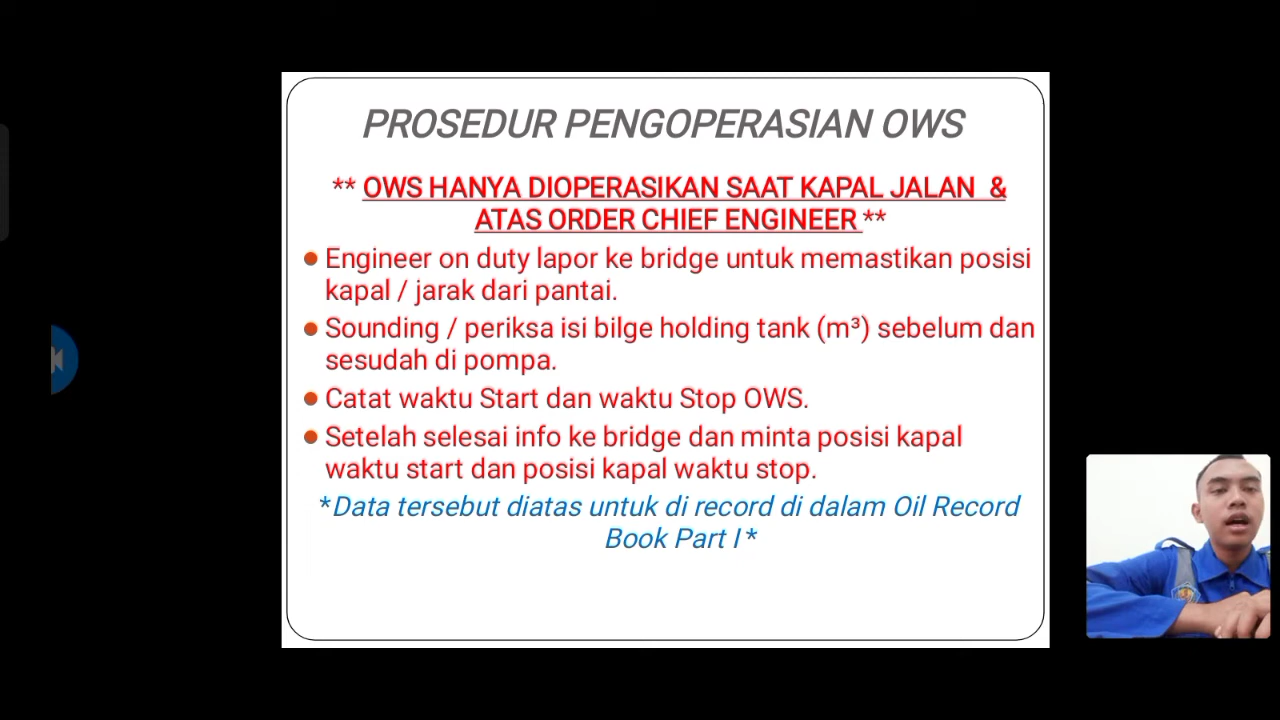 PROSEDUR PENGOPERASIAN OWS
** OWS HANYA DIOPERASIKAN SAAT KAPAL JALAN &
ATAS ORDER CHIEF ENGINEER **
Engineer on duty lapor ke bridge untuk memastikan posisi
kapal / jarak dari pantai.
Sounding / periksa isi bilge holding tank (m³) sebelum dan
sesudah di pompa.
Catat waktu Start dan waktu Stop OWS.
Setelah selesai info ke bridge dan minta posisi kapal
waktu start dan posisi kapal waktu stop.
*Data tersebut diatas untuk di record di dalam Oil Record
Book Part I*